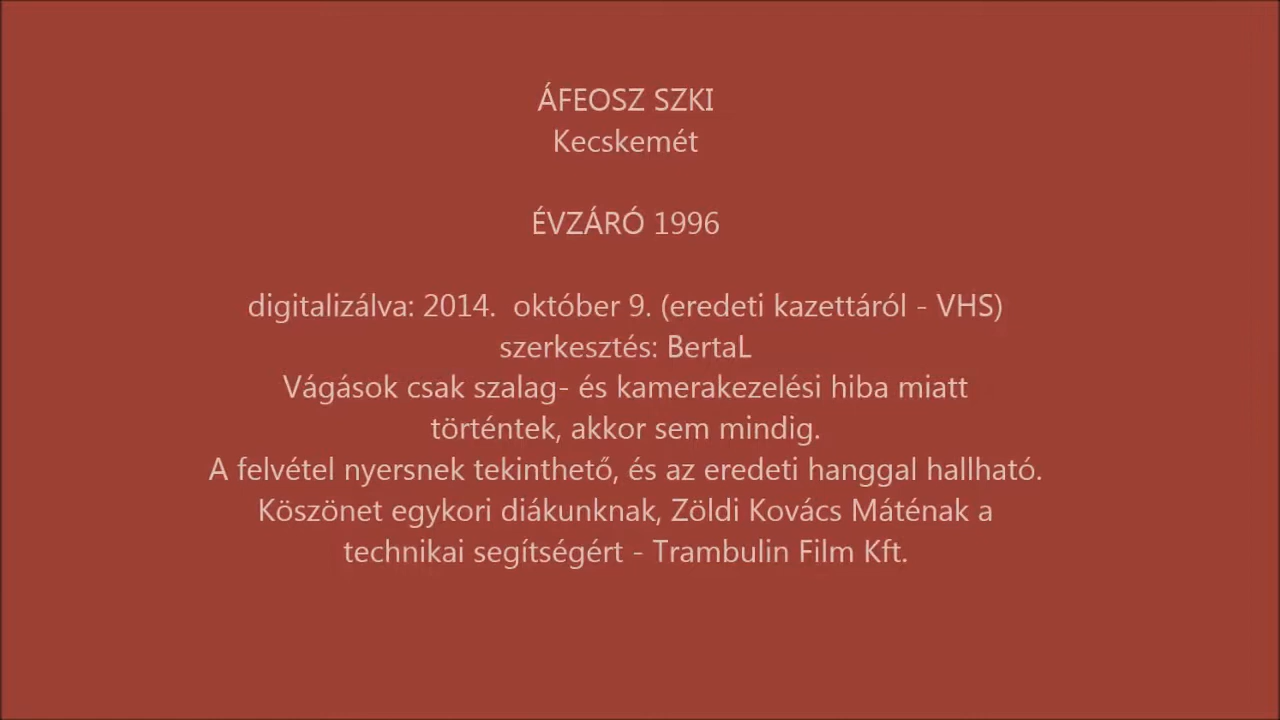 ÁFEOSZ SZKI
Kecskemét
ÉVZÁRÓ 1996
digitalizálva: 2014.  október 9. (eredeti kazettáról - VHS)
szerkesztés: BertaL
Vágások csak szalag- és kamerakezelési hiba miatt
történtek, akkor sem mindig.
A felvétel nyersnek tekinthető, és az eredeti hanggal hallható.
Köszönet egykori diákunknak, Zöldi Kovács Máténak a
technikai segítségért - Trambulin Film Kft.